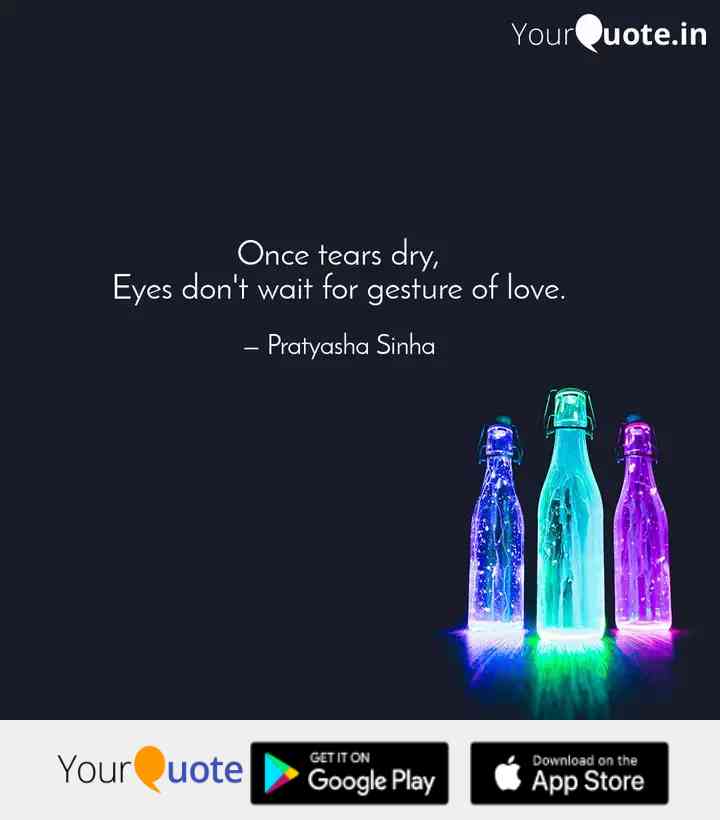 YourQuote.in
Once tears dry,
Eyes don't wait for gesture of love.
– Pratyasha Sinha
YourQuote
GET IT ON
Google Play
Download on the
App Store